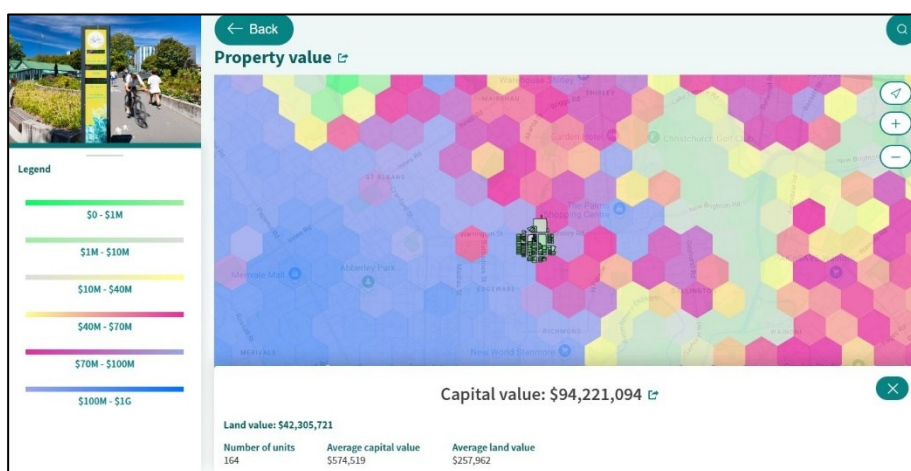 ← Back
Property value
Legend
$0 - $1M
$1M - $10M
$10M - $40M
$40M - $70M
$70M - $100M
$100M - $1G
SHIRLEY
MAIREHAU
Christchurch Golf Club
ST ALBANS
New Brighton Rd
The Palms
Shopping Centre
Merivale Mall
Abberley Park
EDGEWARE
DALLINGTON
RICHMOND
WAINONI
MERIVALE
New World Stanmore
Capital value: $94,221,094
Land value: $42,305,721
Number of units
Average capital value
Average land value
164
$574,519
$257,962